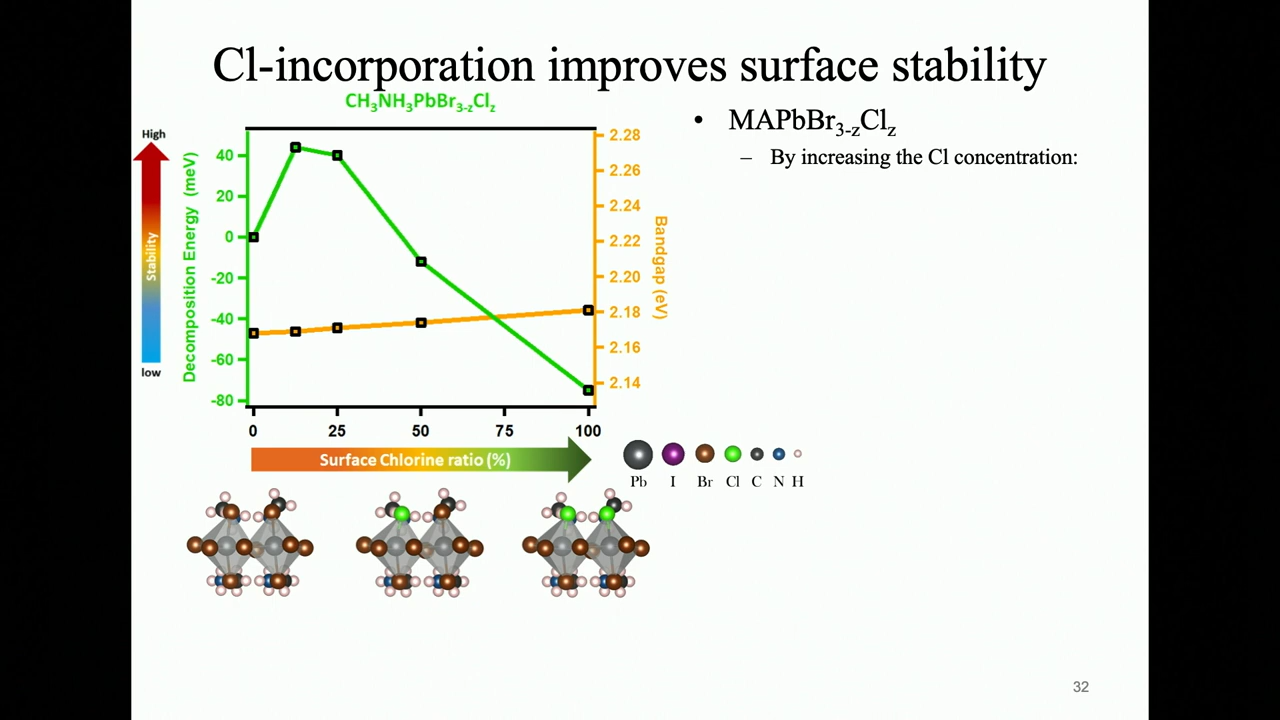 Cl-incorporation improves surface stability
CH₃NH₃PbBr₃₋zClz
High
Stability
low
Decomposition Energy (meV)
40
20
0
-20
-40
-60
-80
2.28
2.26
2.24
2.22
2.20
2.18
2.16
2.14
Bandgap (eV)
0 25 50 75 100
Surface Chlorine ratio (%)
• MAPbBr₃₋zClz
– By increasing the Cl concentration:
Pb I Br Cl C N H
32